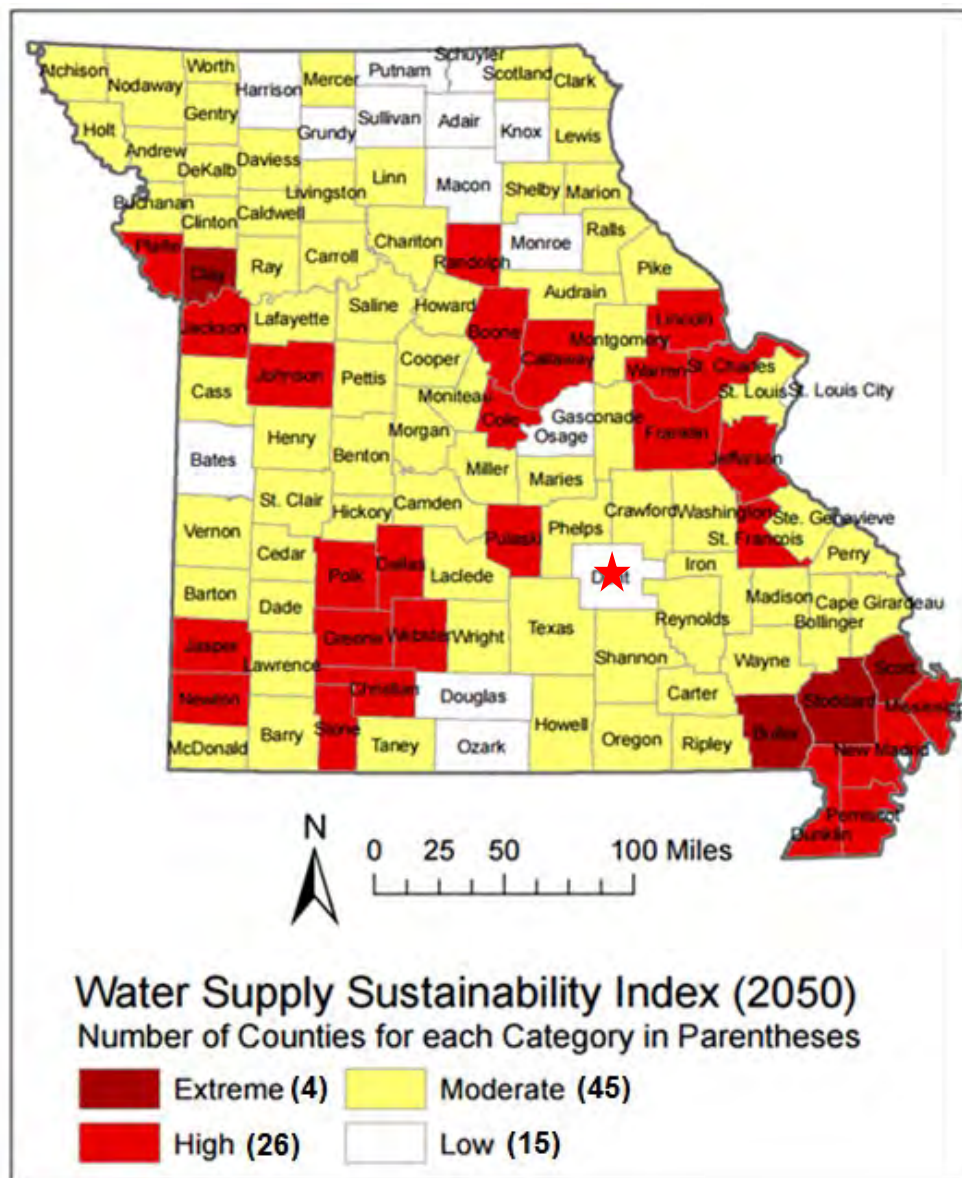 Schuyler
Atchison Worth Putnam Scotland
Nodaway Harrison Mercer Clark
Gentry Sullivan Adair
Holt Grundy Knox Lewis
Andrew Daviess
DeKalb Linn Macon Shelby Marion
Buchanan Livingston
Clinton Caldwell Ralls
Platte Chariton Monroe
Clay Ray Carroll Randolph Pike
Audrain
Saline Howard
Jackson Lafayette Boone Lincoln
Callaway Montgomery
Cooper
Johnson Pettis Warren St. Charles
Cass Moniteau St. Louis St. Louis City
Cole Gasconade
Morgan Franklin
Henry Osage
Bates Benton Jefferson
Miller Maries
St. Clair Camden Crawford Washington
Hickory Ste. Genevieve
Vernon Phelps St. Francois
Cedar Pulaski Perry
Polk Dallas Laclede Dent Iron
Barton
Dade Madison Cape Girardeau
Texas Reynolds Bollinger
Jasper Greene Webster Wright
Lawrence Shannon Wayne
Scott
Newton Christian Douglas Carter Stoddard Mississippi
Stone Howell Butler
McDonald Barry Taney Ozark Oregon Ripley New Madrid
Pemiscot
Dunklin
N
0 25 50 100 Miles
Water Supply Sustainability Index (2050)
Number of Counties for each Category in Parentheses
Extreme (4) Moderate (45)
High (26) Low (15)